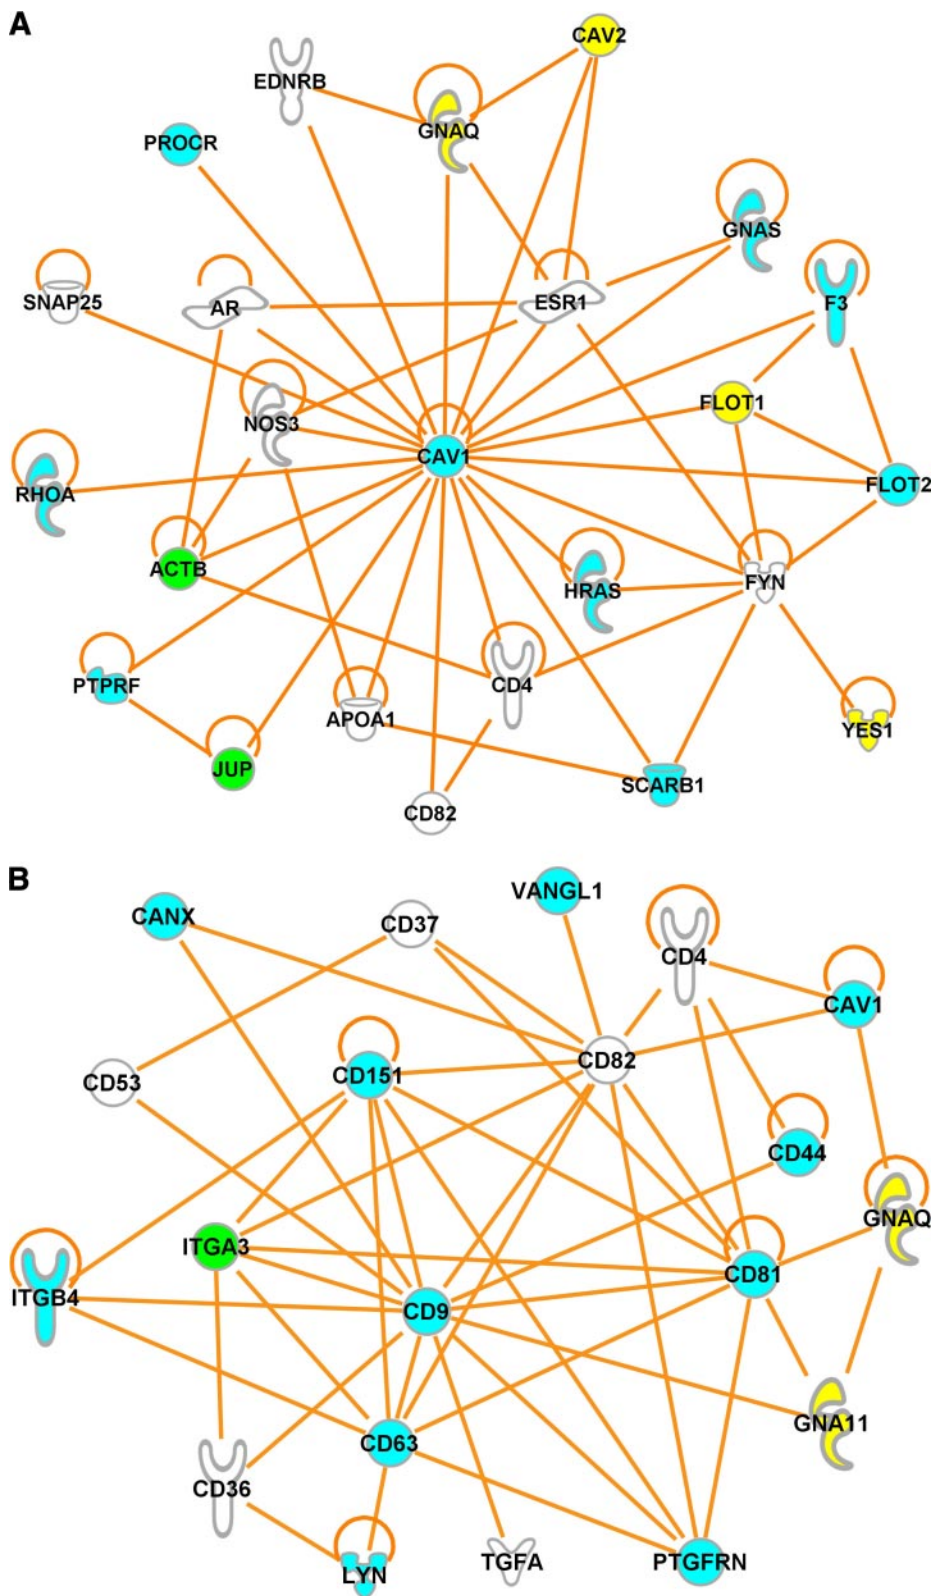 A
CAV2
EDNRB
GNAQ
PROCR
GNAS
SNAP25
AR
ESR1
F3
NOS3
FLOT1
CAV1
RHOA
FLOT2
ACTB
HRAS
FYN
PTPRF
CD4
APOA1
YES1
JUP
SCARB1
CD82
B
VANGL1
CANX
CD37
CD4
CAV1
CD82
CD53
CD151
CD44
GNAQ
ITGA3
CD81
ITGB4
CD9
GNA11
CD63
CD36
TGFA
PTGFRN
LYN